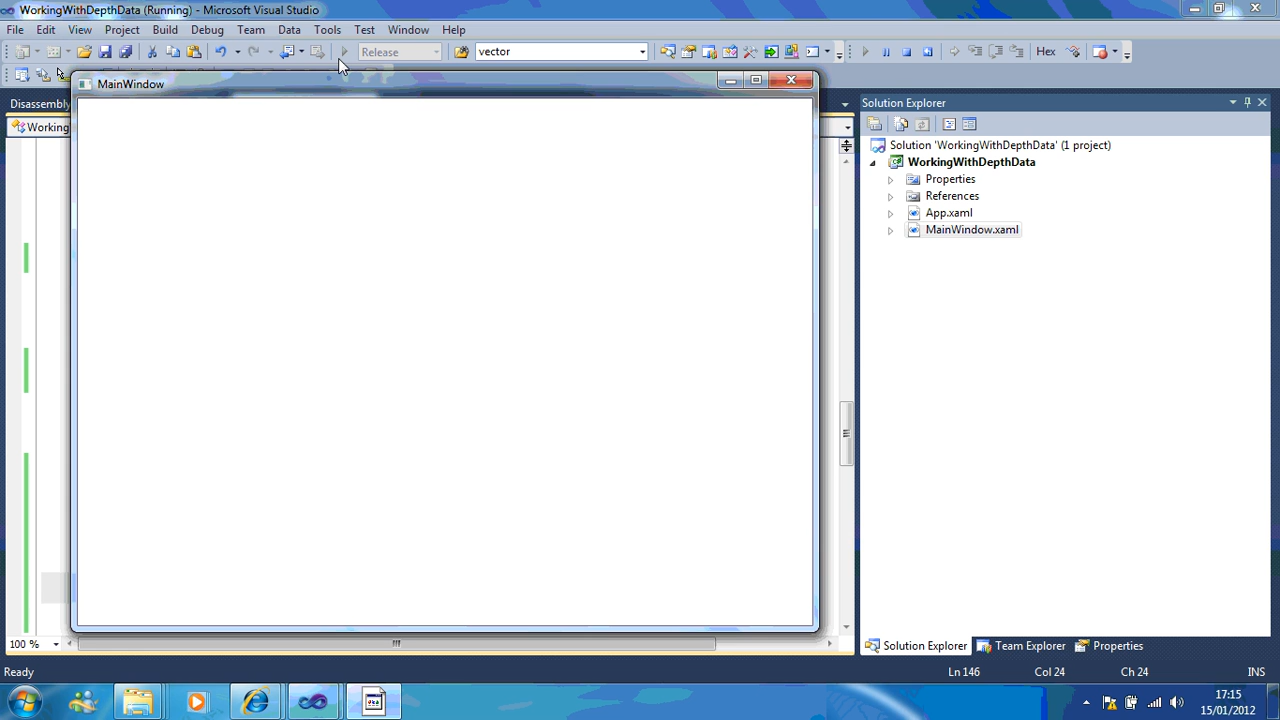 WorkingWithDepthData (Running) - Microsoft Visual Studio
File Edit View Project Build Debug Team Data Tools Test Window Help
Release vector Hex
MainWindow
Disassembly
Working
Solution Explorer
Solution 'WorkingWithDepthData' (1 project)
WorkingWithDepthData
Properties
References
App.xaml
MainWindow.xaml
100 %
Solution Explorer Team Explorer Properties
Ready Ln 146 Col 24 Ch 24 INS
17:15
15/01/2012